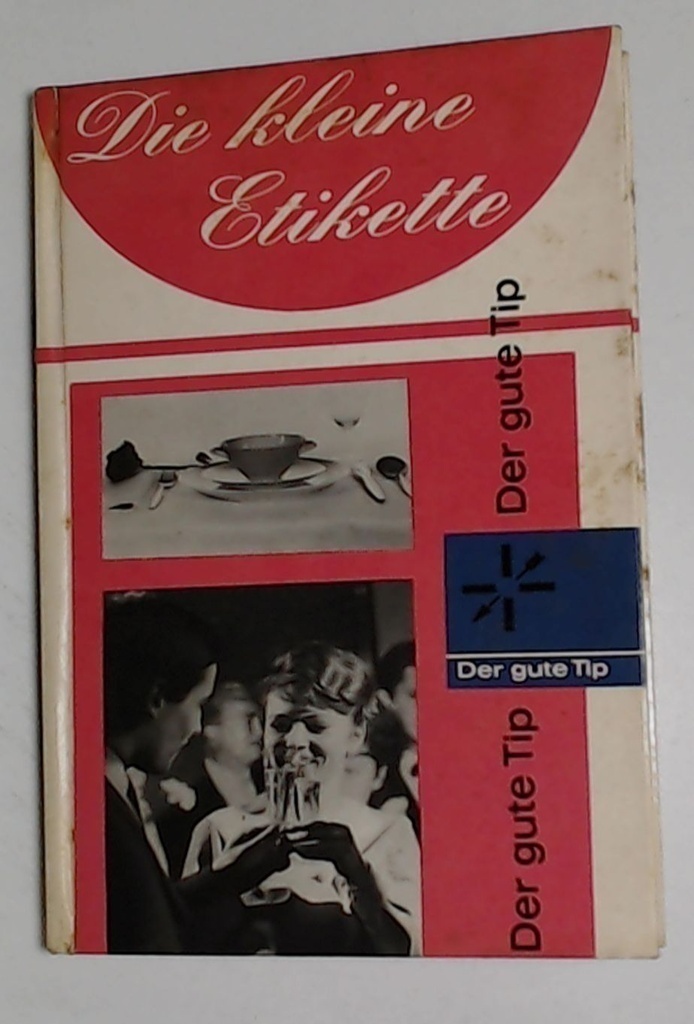 Die kleine
Etikette
Der gute Tip
Der gute Tip
Der gute Tip